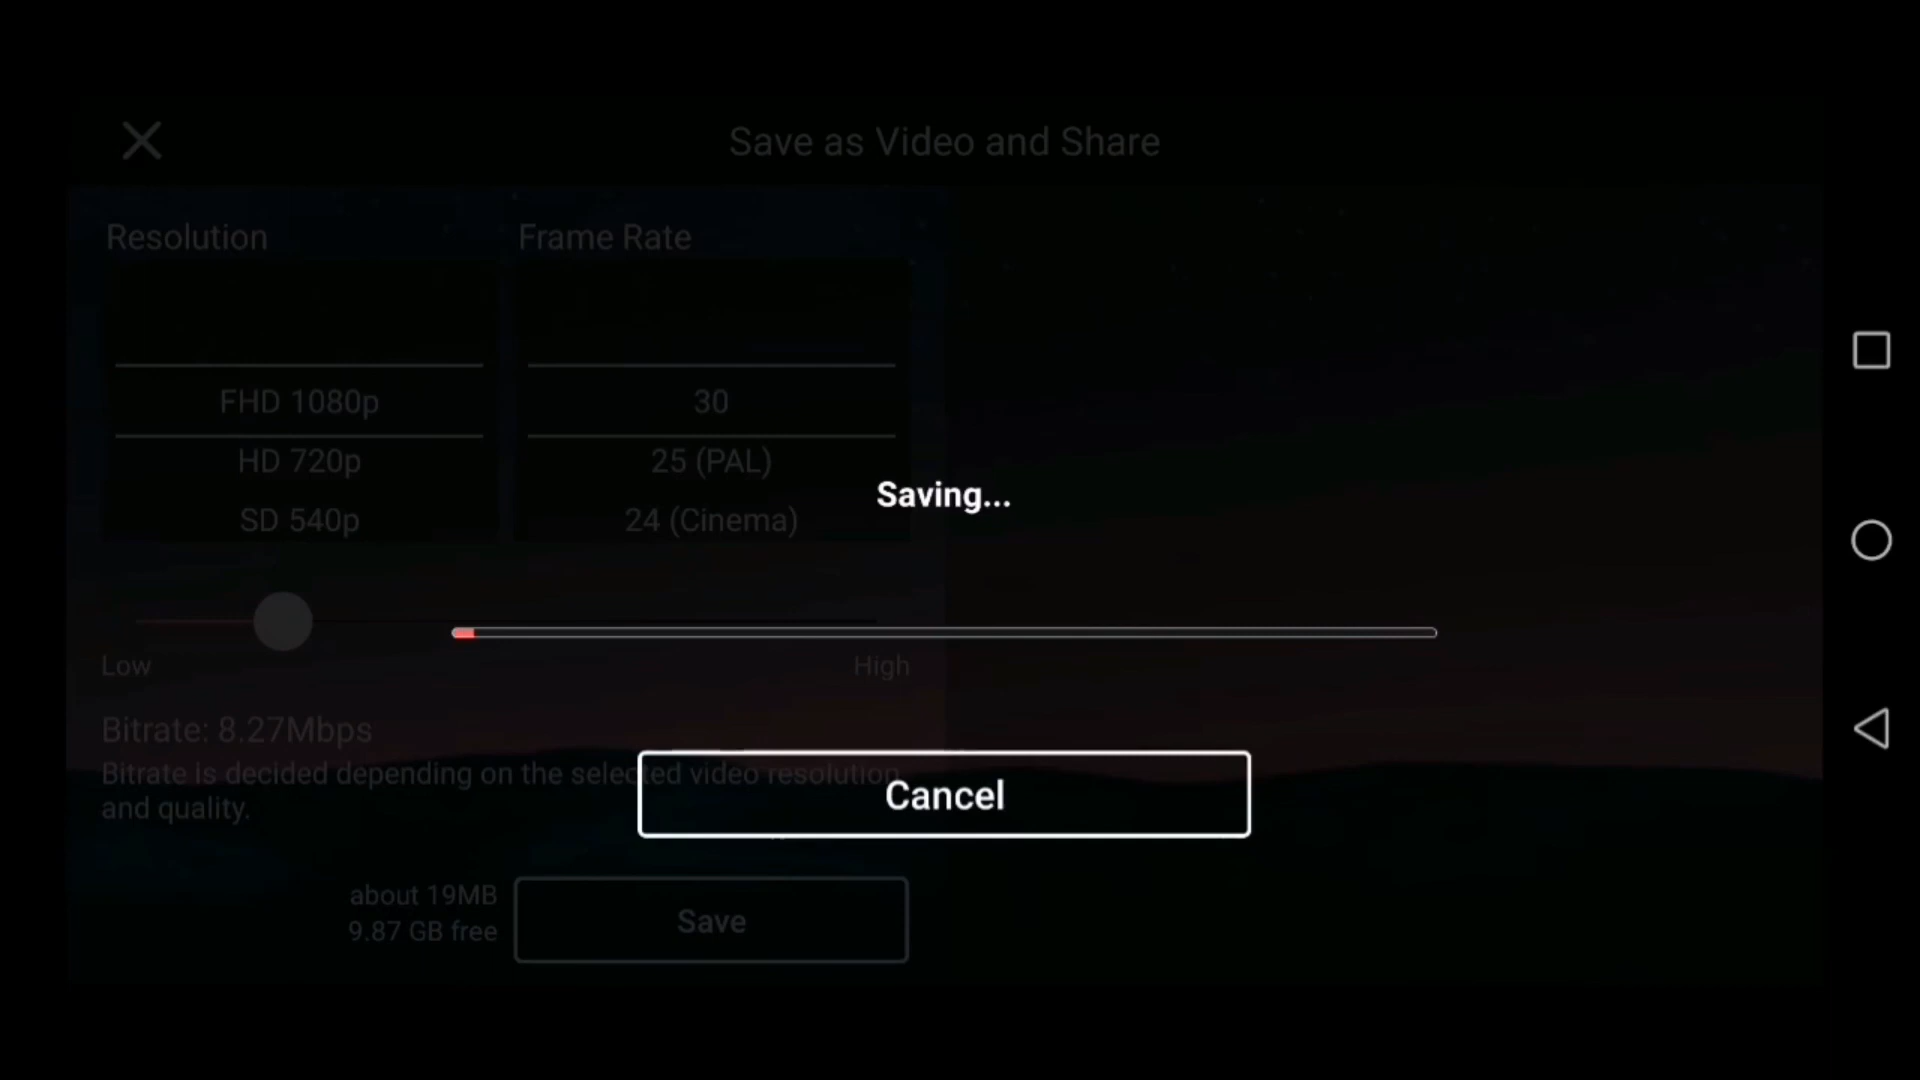 Save as Video and Share
Resolution
Frame Rate
FHD 1080p
30
HD 720p
25 (PAL)
Saving...
SD 540p
24 (Cinema)
Low
High
Bitrate: 8.27Mbps
Bitrate is decided depending on the selected video resolution
and quality.
Cancel
about 19MB
9.87 GB free
Save